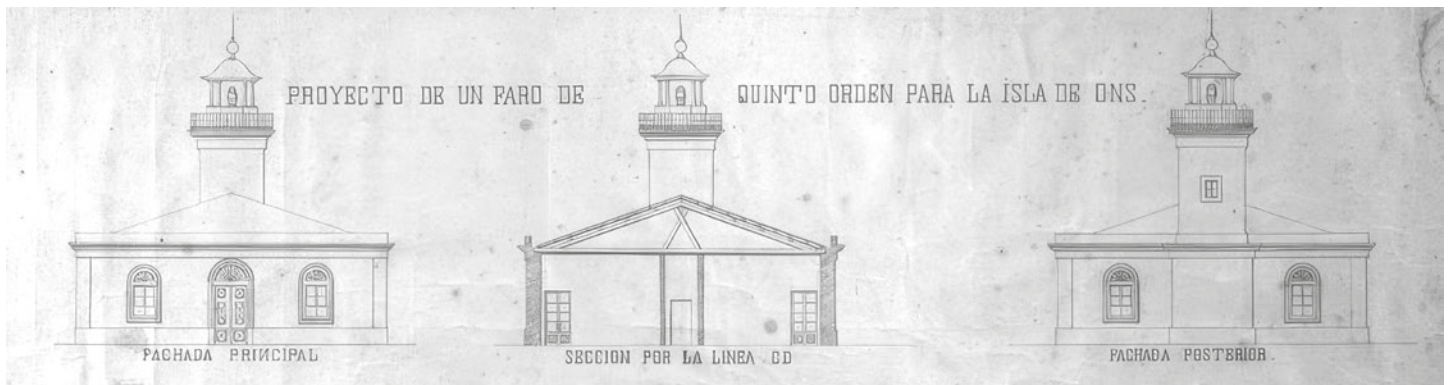 PROYECTO DE UN FARO DE QUINTO ORDEN PARA LA ISLA DE ONS.
FACHADA PRINCIPAL
SECCION POR LA LINEA CD
FACHADA POSTERIOR.